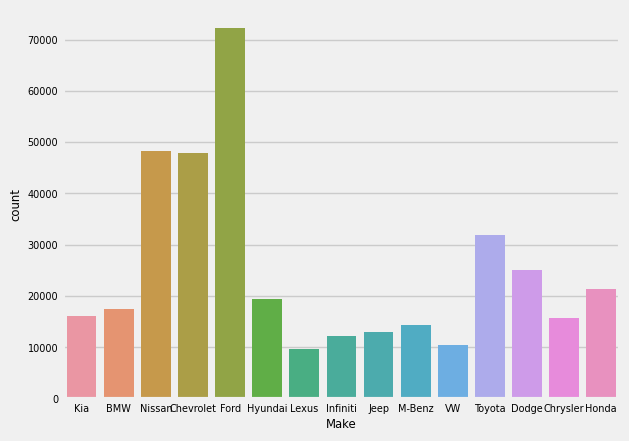 70000
60000
50000
40000
30000
20000
10000
0
count
Kia BMW Nissan Chevrolet Ford Hyundai Lexus Infiniti Jeep M-Benz VW Toyota Dodge Chrysler Honda
Make